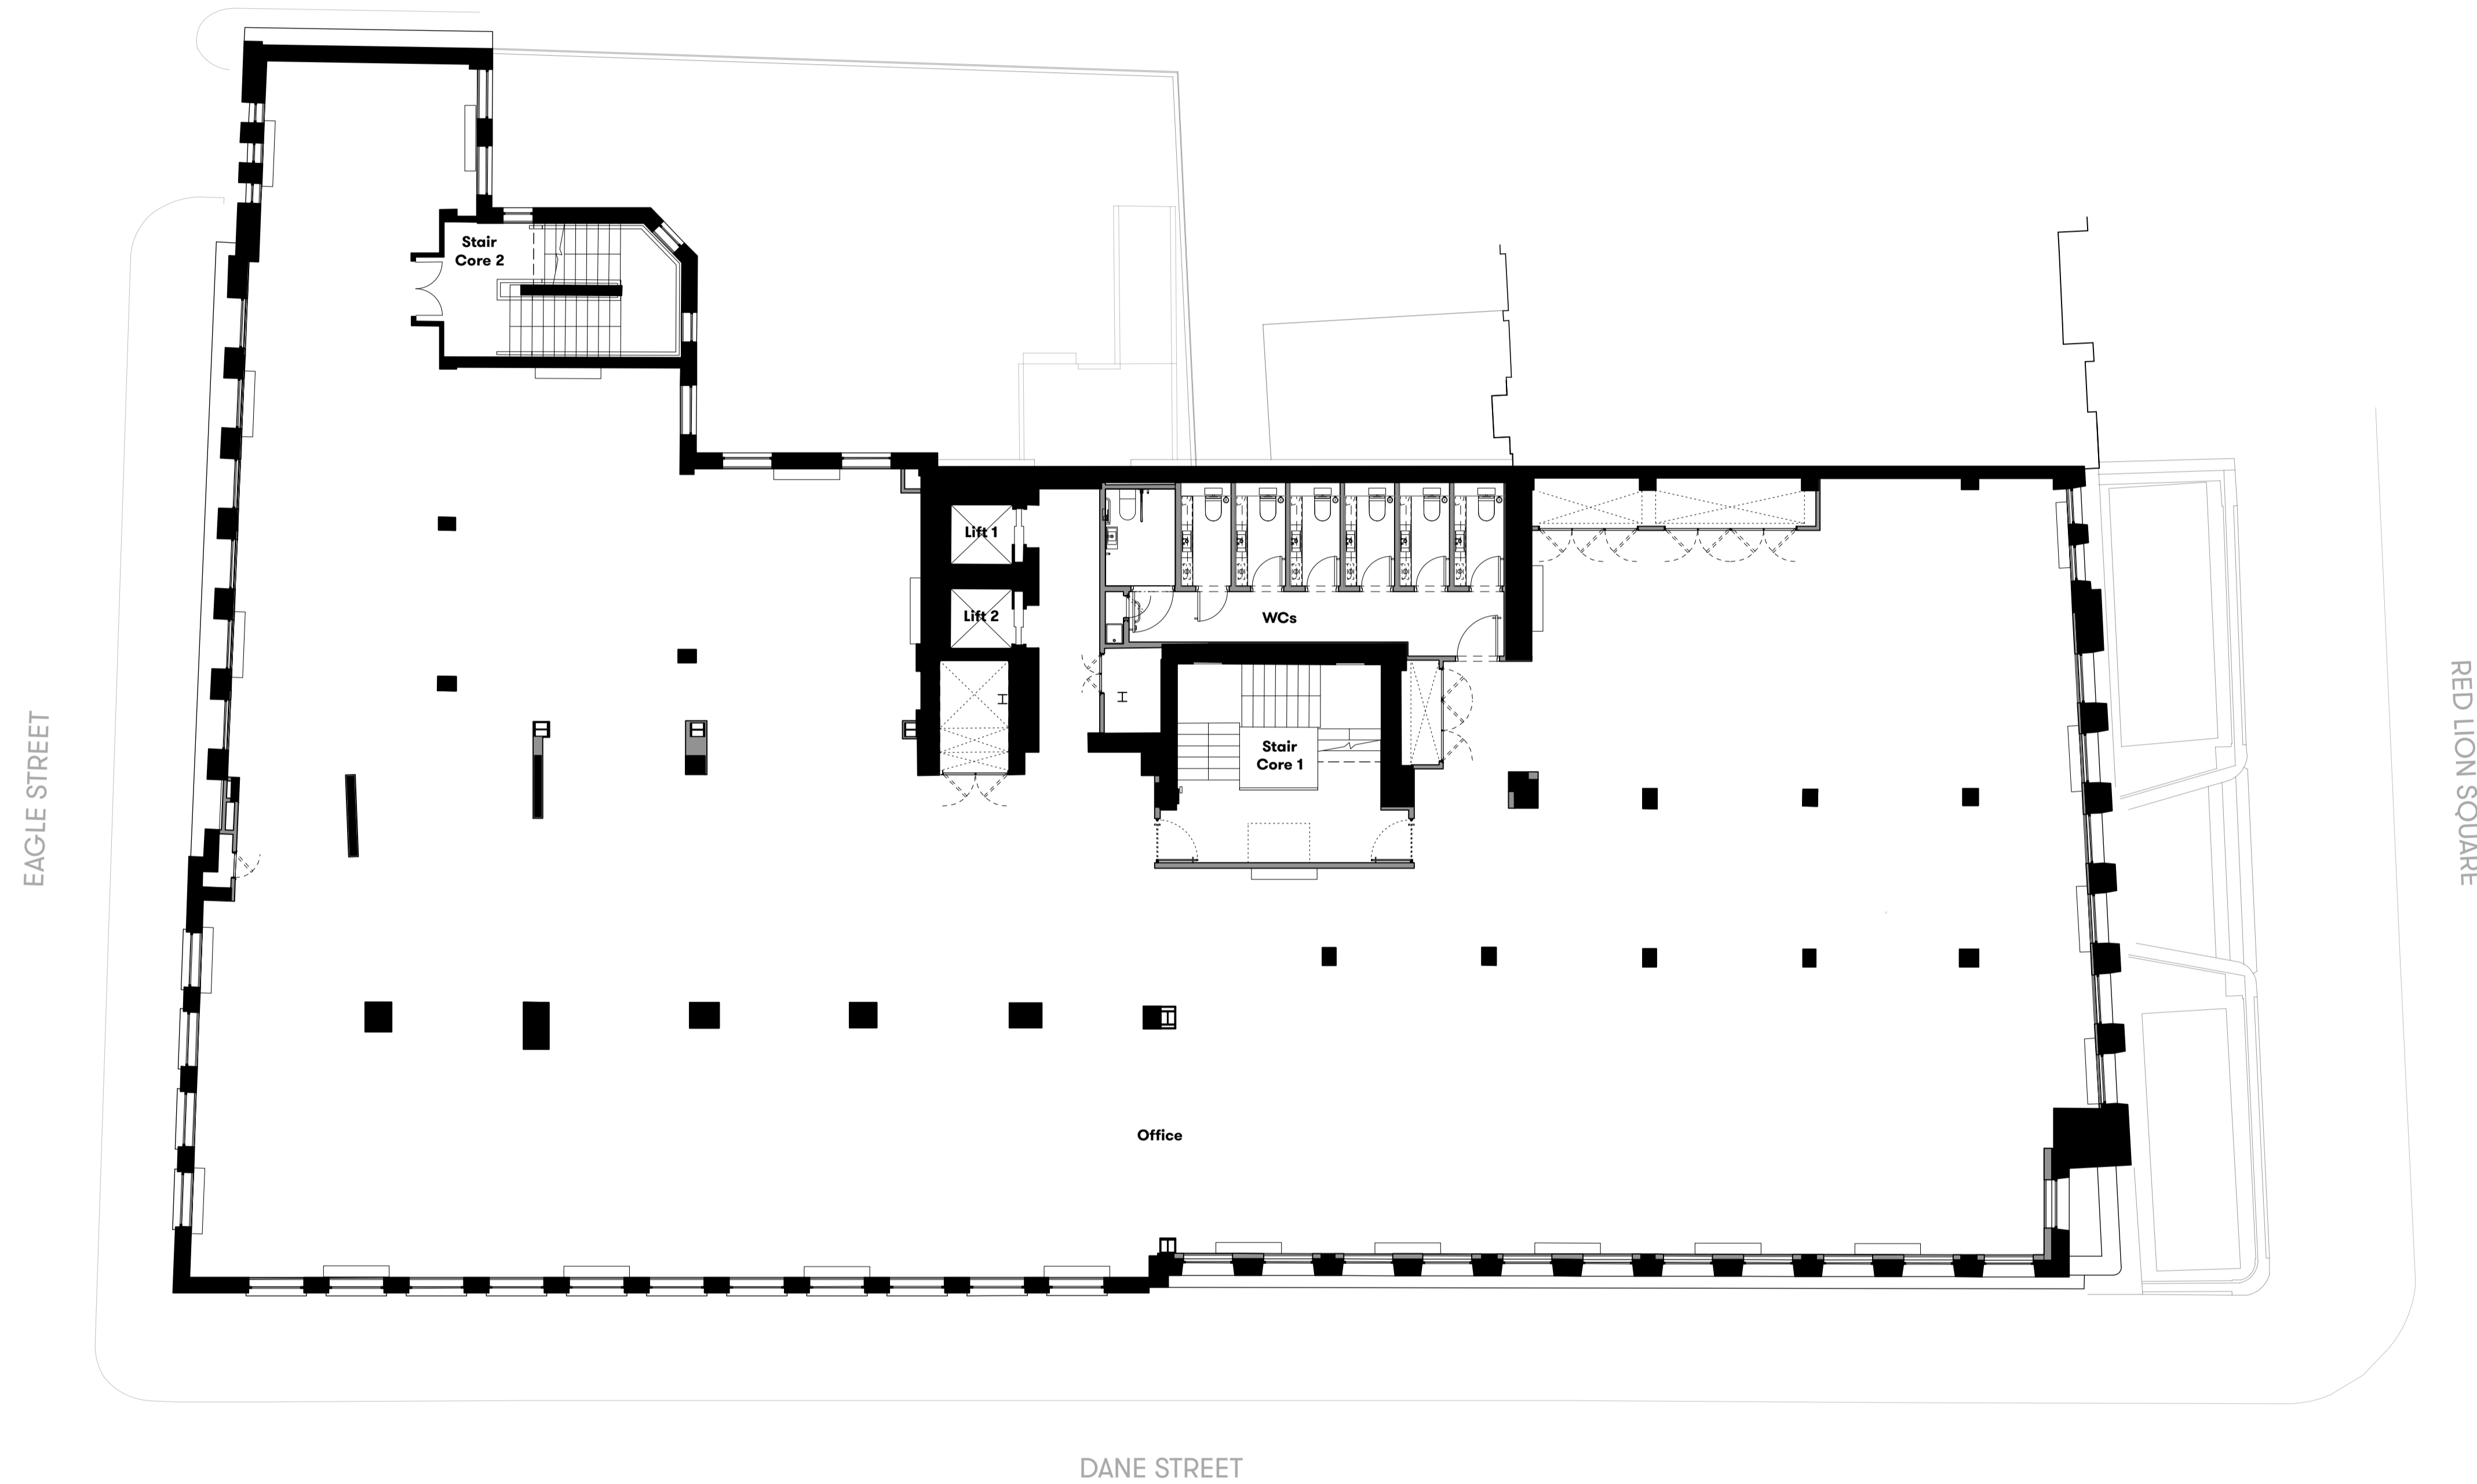 Stair
Core 2
Lift 1
Lift 2
WCs
Stair
Core 1
Office
EAGLE STREET
RED LION SQUARE
DANE STREET